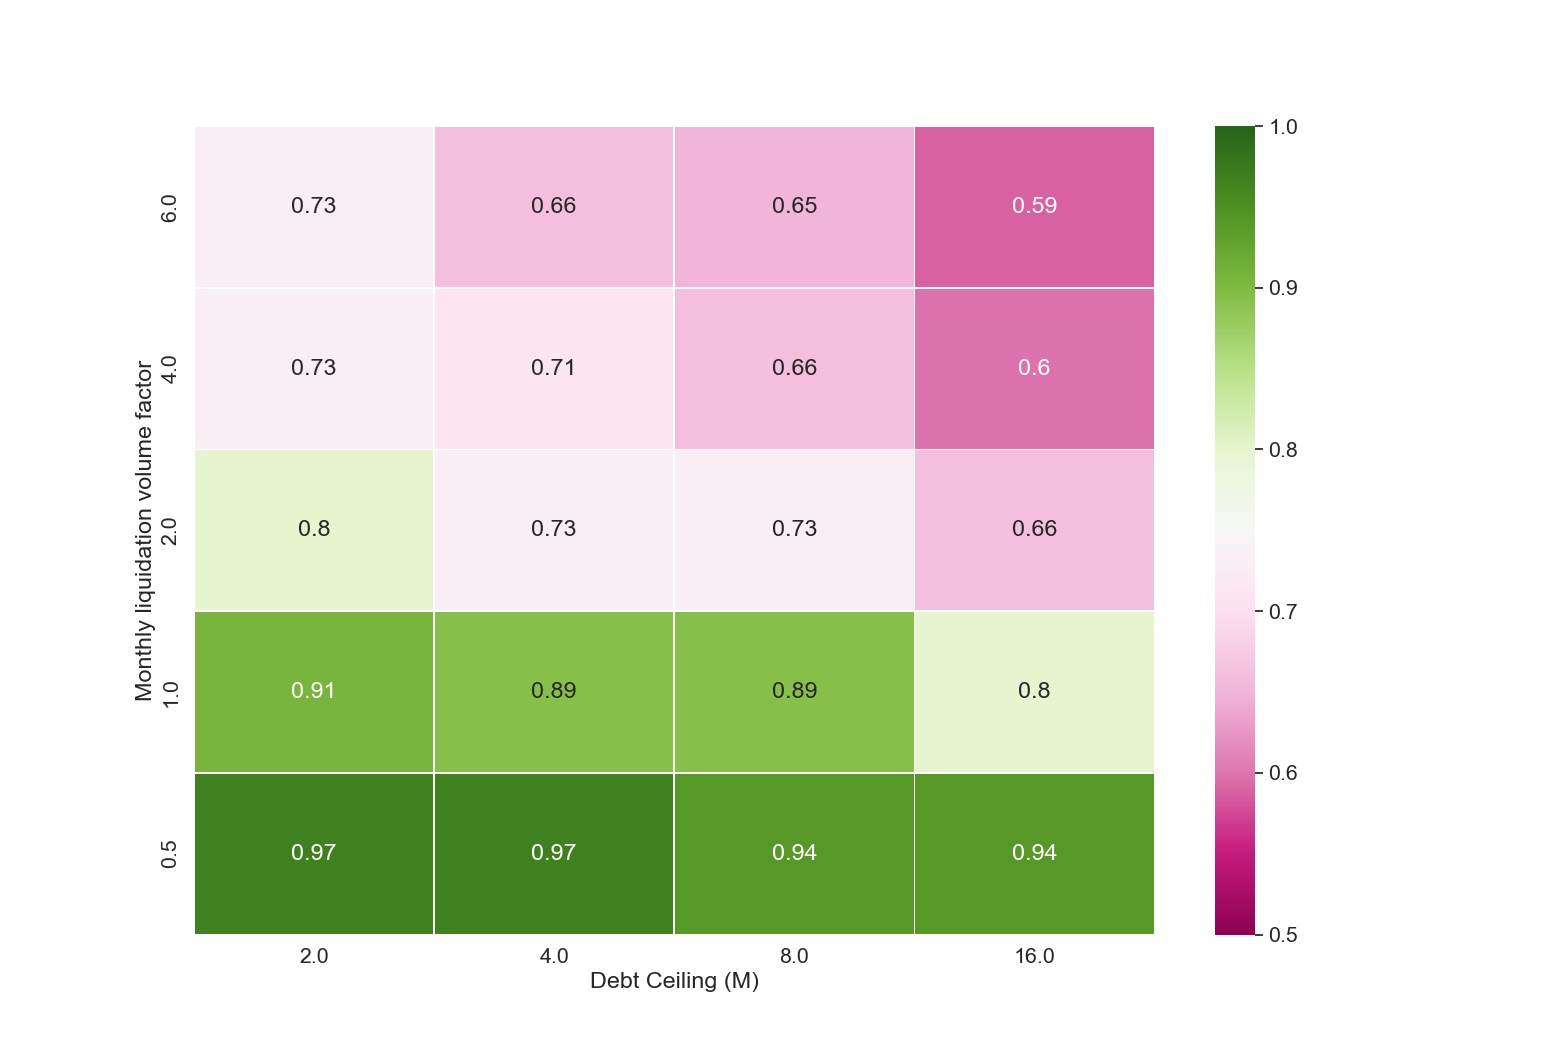 Monthly liquidation volume factor
6.0 0.73 0.66 0.65 0.59
4.0 0.73 0.71 0.66 0.6
2.0 0.8 0.73 0.73 0.66
1.0 0.91 0.89 0.89 0.8
0.5 0.97 0.97 0.94 0.94
2.0 4.0 8.0 16.0
Debt Ceiling (M)
1.0
0.9
0.8
0.7
0.6
0.5